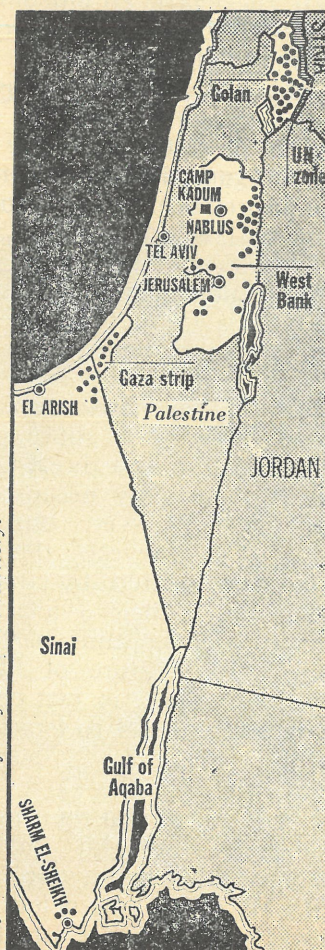 SYRIA
Golan
UN
zone
CAMP
KADUM
NABLUS
TEL AVIV
JERUSALEM
West
Bank
Gaza strip
EL ARISH
Palestine
JORDAN
Sinai
Gulf of
Aqaba
SHARM EL-SHEIKH